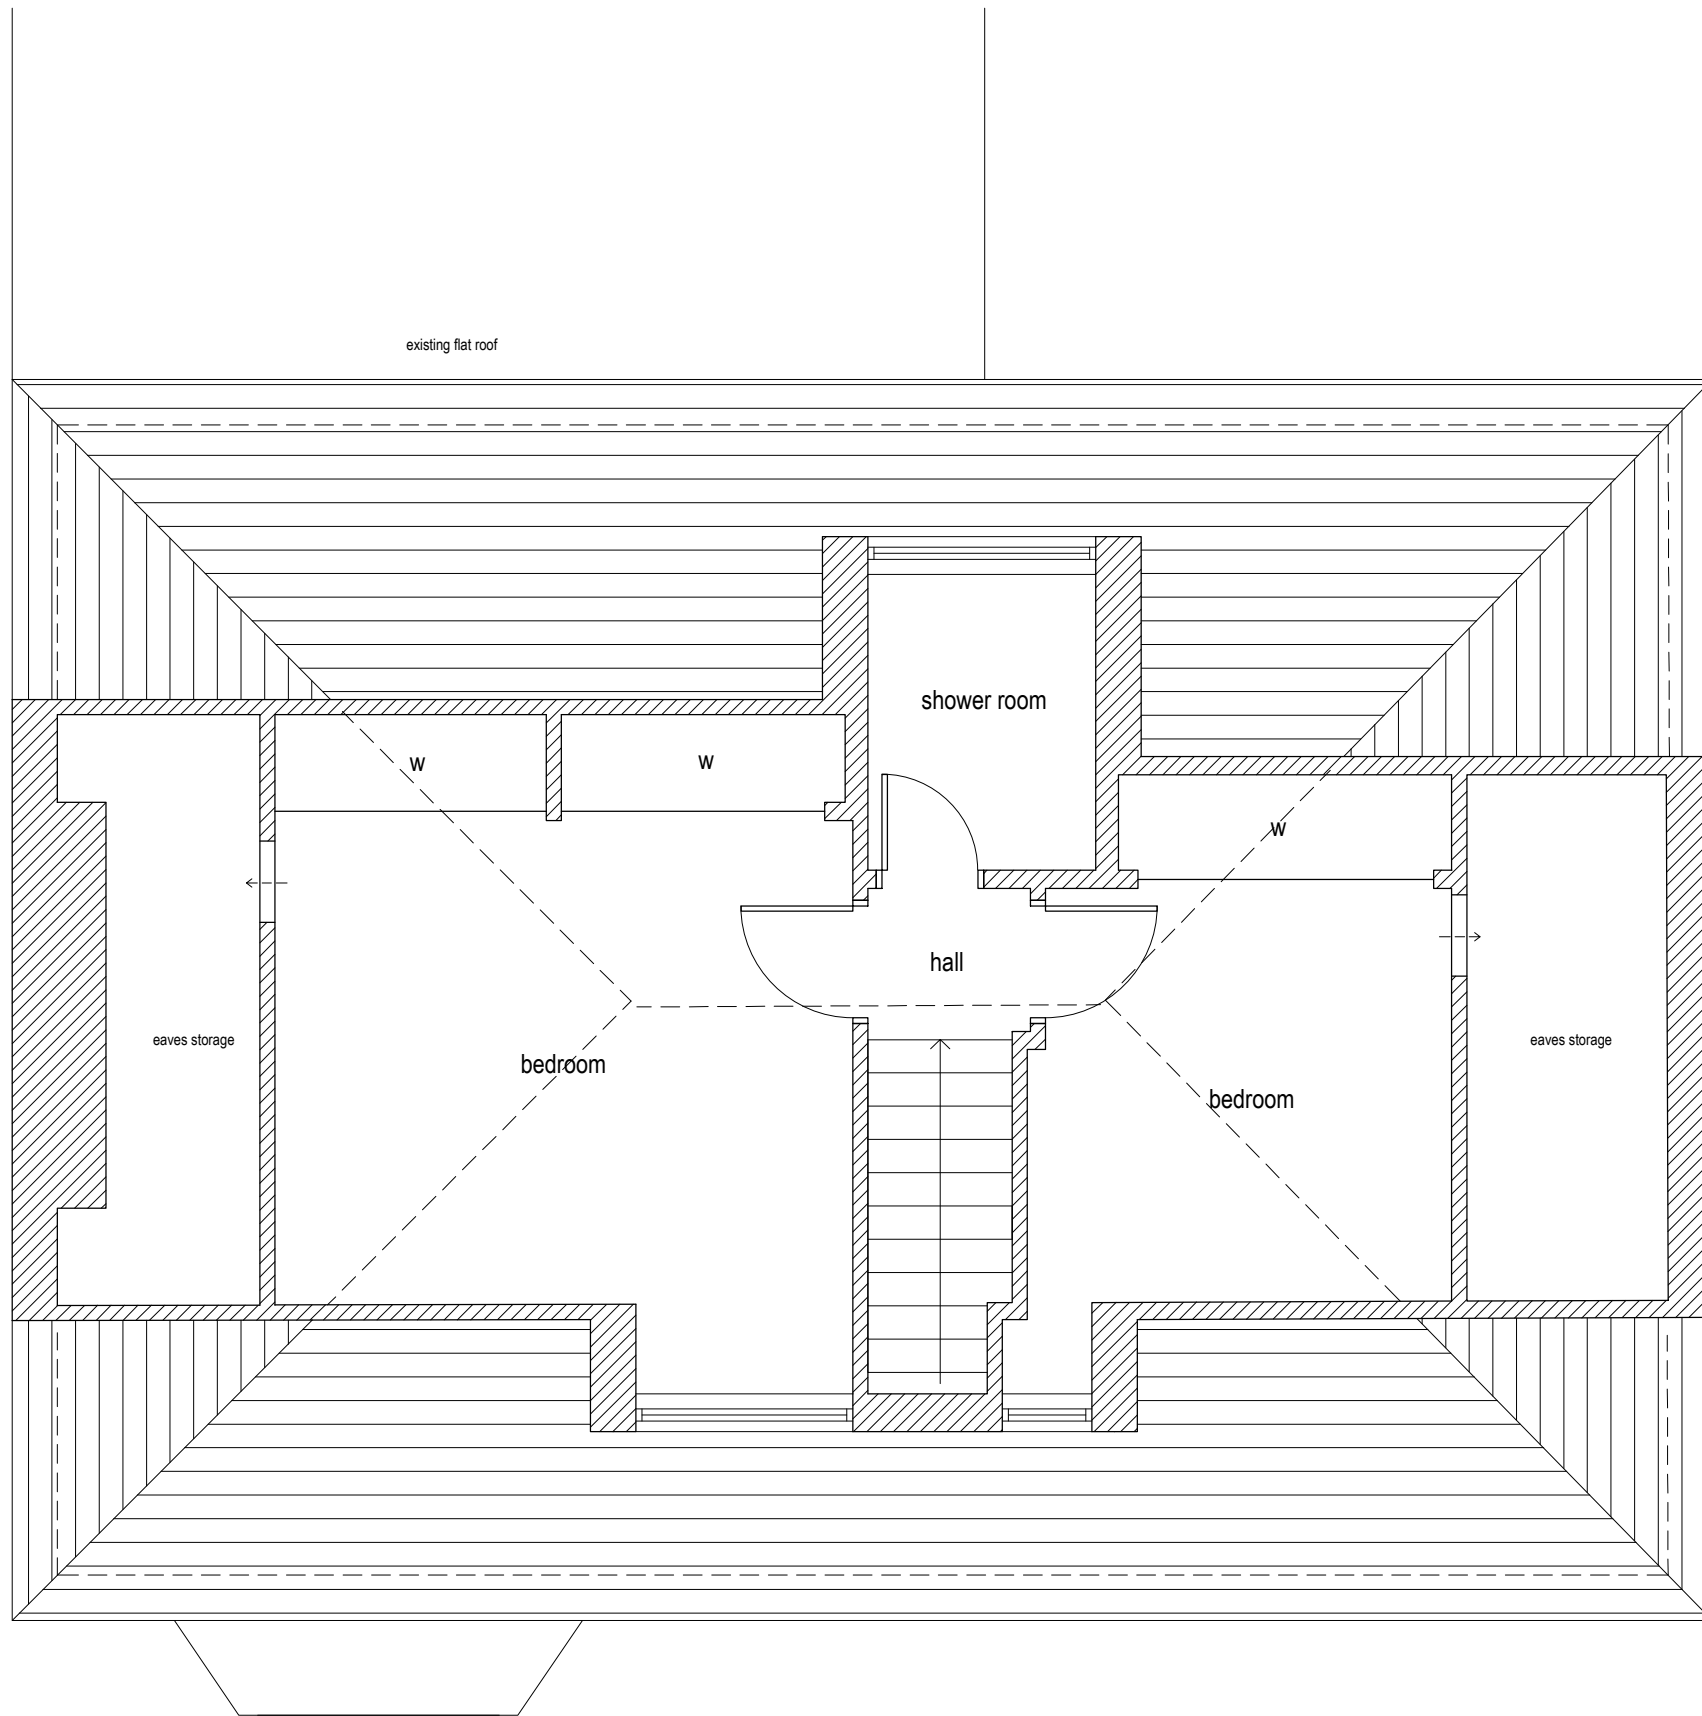 existing flat roof
shower room
w
w
w
hall
eaves storage
eaves storage
bedroom
bedroom